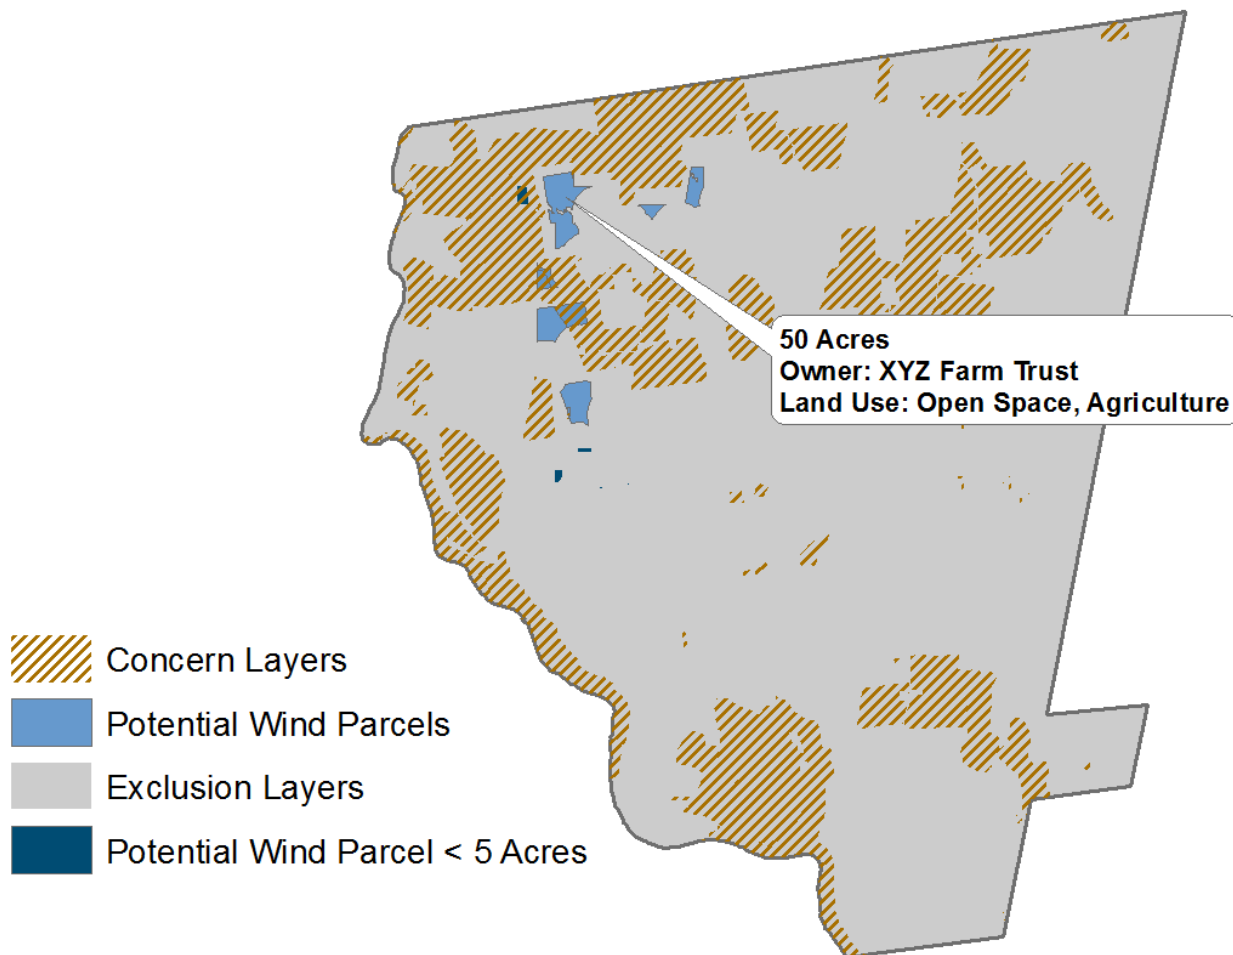 50 Acres
Owner: XYZ Farm Trust
Land Use: Open Space, Agriculture
Concern Layers
Potential Wind Parcels
Exclusion Layers
Potential Wind Parcel < 5 Acres